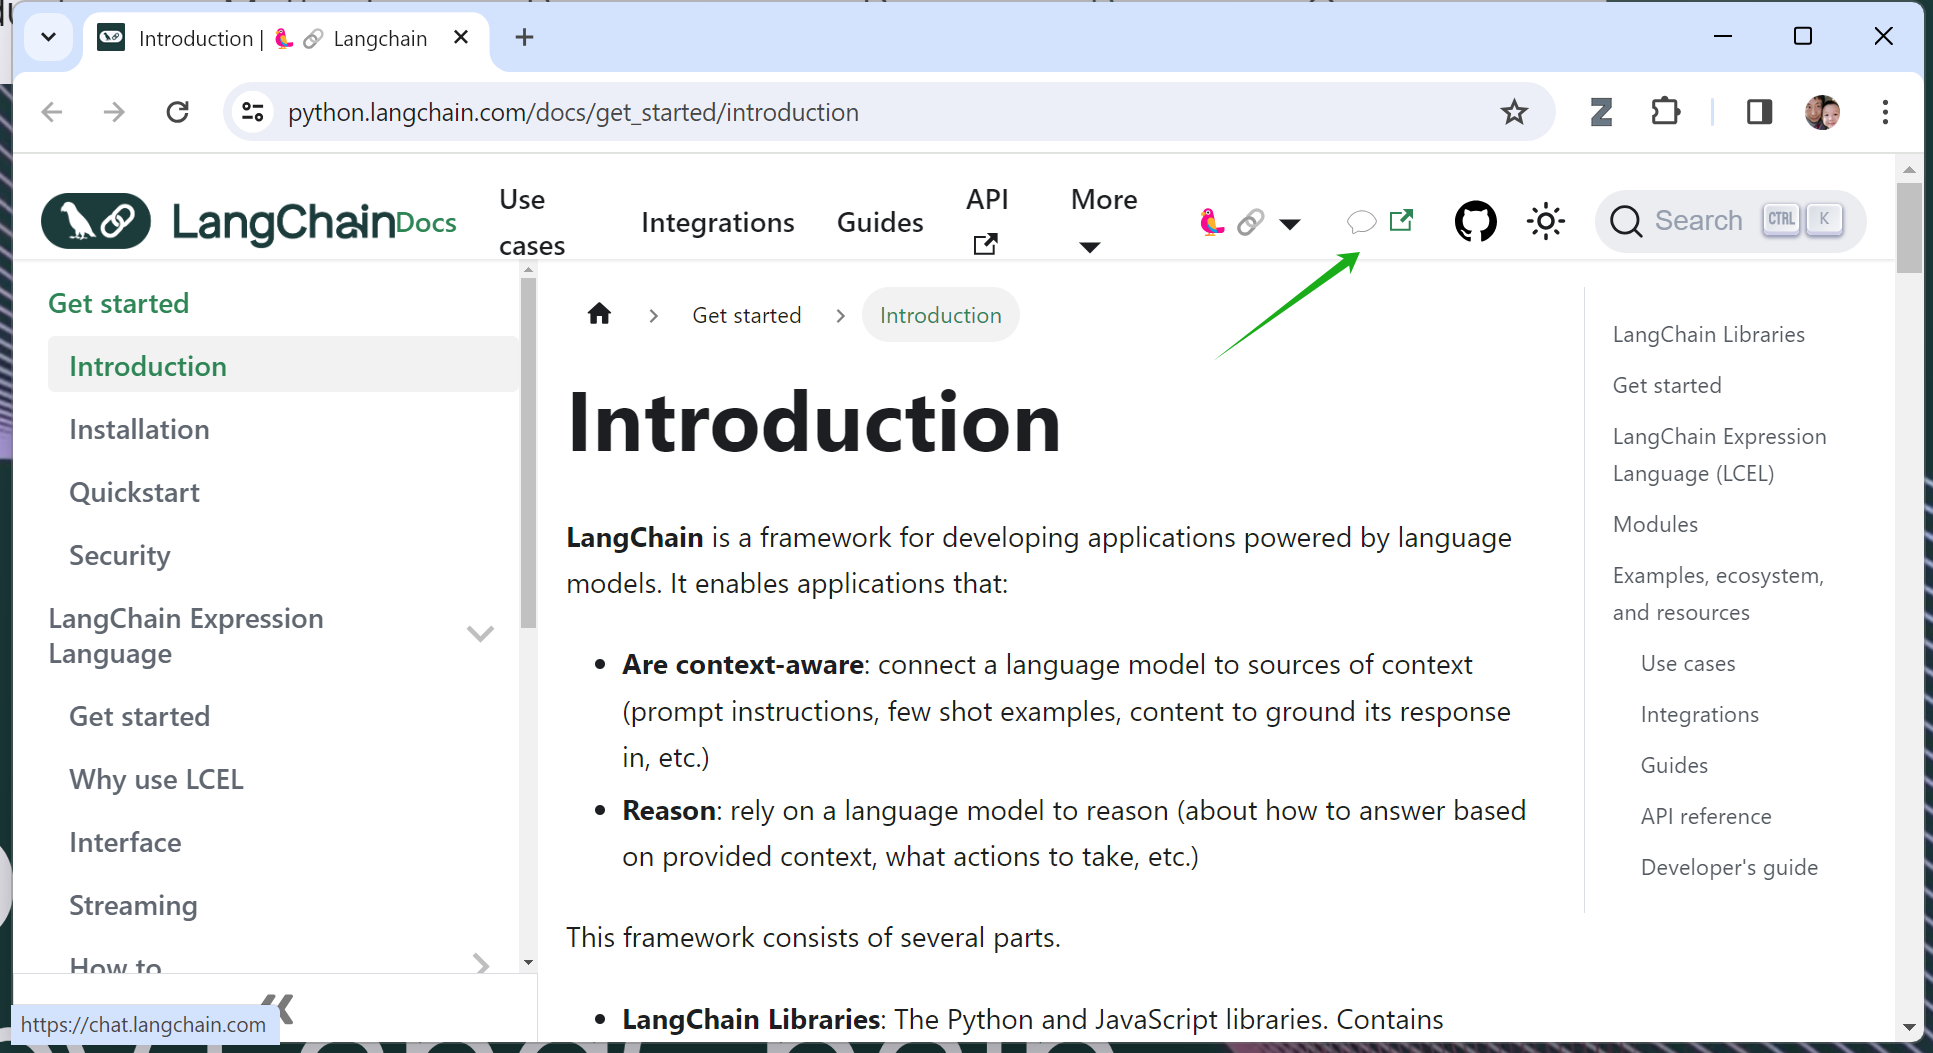 Introduction | Langchain
python.langchain.com/docs/get_started/introduction
LangChain Docs
Use cases
Integrations
Guides
API
More
Search CTRL K
Get started
Introduction
Installation
Quickstart
Security
LangChain Expression
Language
Get started
Why use LCEL
Interface
Streaming
How to
https://chat.langchain.com
Get started
Introduction
Introduction
LangChain is a framework for developing applications powered by language
models. It enables applications that:
Are context-aware: connect a language model to sources of context
(prompt instructions, few shot examples, content to ground its response
in, etc.)
Reason: rely on a language model to reason (about how to answer based
on provided context, what actions to take, etc.)
This framework consists of several parts.
LangChain Libraries: The Python and JavaScript libraries. Contains
LangChain Libraries
Get started
LangChain Expression
Language (LCEL)
Modules
Examples, ecosystem,
and resources
Use cases
Integrations
Guides
API reference
Developer's guide